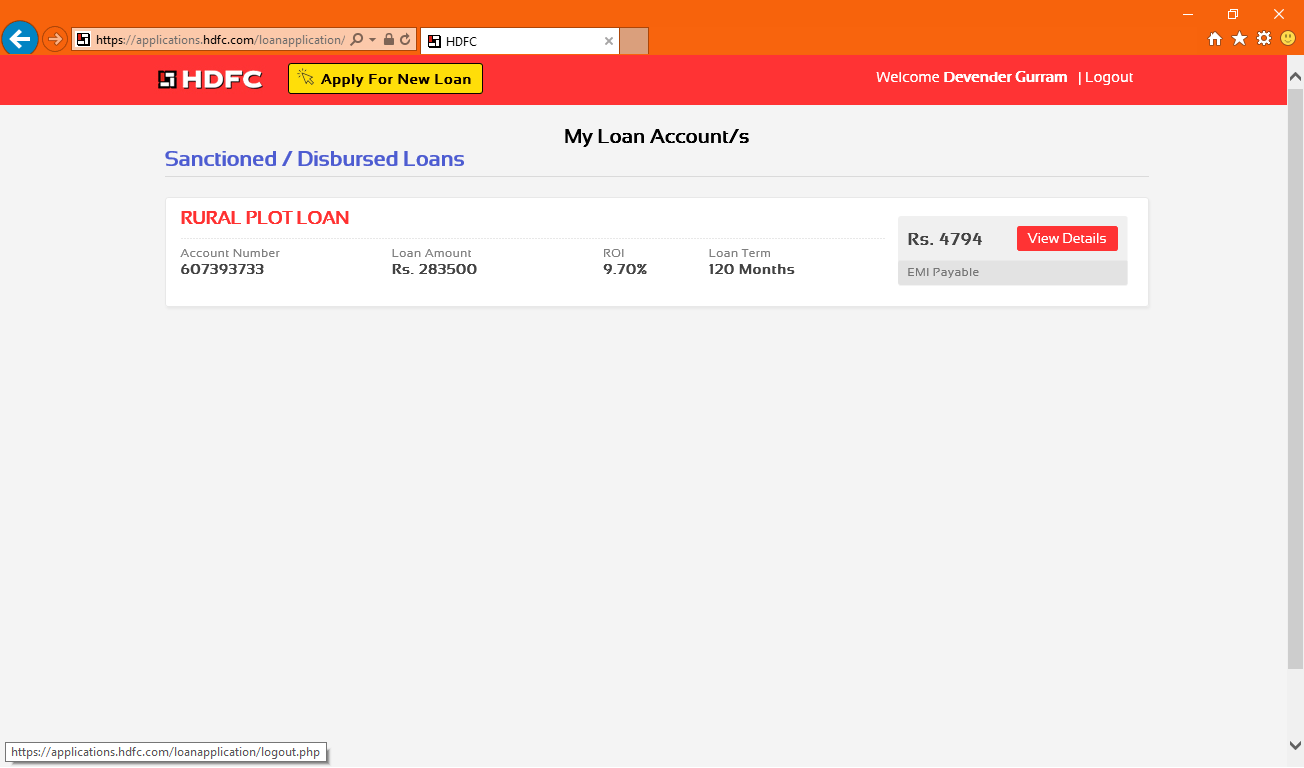 https://applications.hdfc.com/loanapplication/
HDFC
HDFC
Apply For New Loan
Welcome Devender Gurram | Logout
My Loan Account/s
Sanctioned / Disbursed Loans
RURAL PLOT LOAN
Account Number
607393733
Loan Amount
Rs. 283500
ROI
9.70%
Loan Term
120 Months
Rs. 4794
View Details
EMI Payable
https://applications.hdfc.com/loanapplication/logout.php